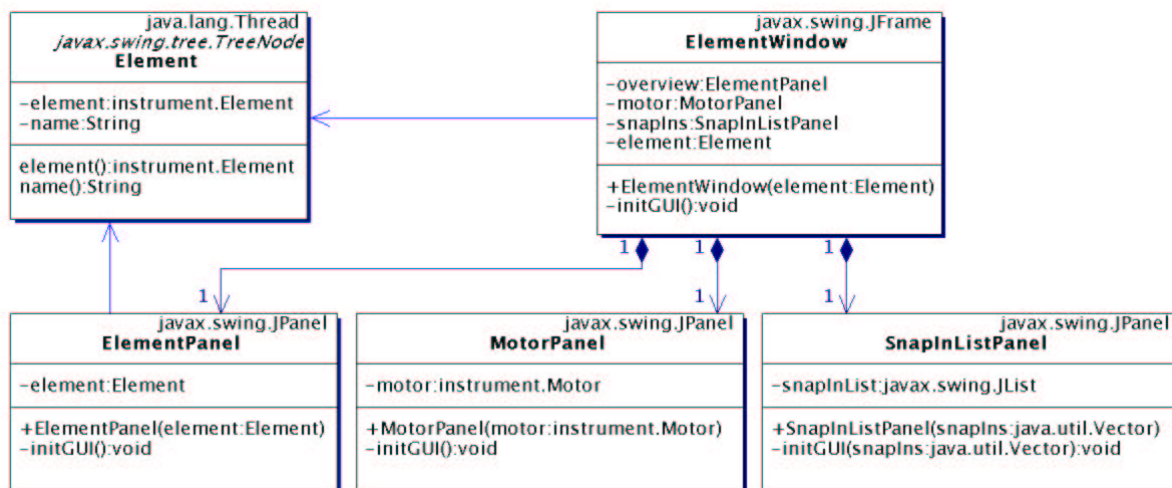 java.lang.Thread
javax.swing.tree.TreeNode
Element
-element:instrument.Element
-name:String
element():instrument.Element
name():String
javax.swing.JFrame
ElementWindow
-overview:ElementPanel
-motor:MotorPanel
-snapIns:SnapInListPanel
-element:Element
+ElementWindow(element:Element)
-initGUI():void
1
1
1
1
1
1
javax.swing.JPanel
ElementPanel
-element:Element
+ElementPanel(element:Element)
-initGUI():void
javax.swing.JPanel
MotorPanel
-motor:instrument.Motor
+MotorPanel(motor:instrument.Motor)
-initGUI():void
javax.swing.JPanel
SnapInListPanel
-snapInList:javax.swing.JList
+SnapInListPanel(snapIns:java.util.Vector)
-initGUI(snapIns:java.util.Vector):void